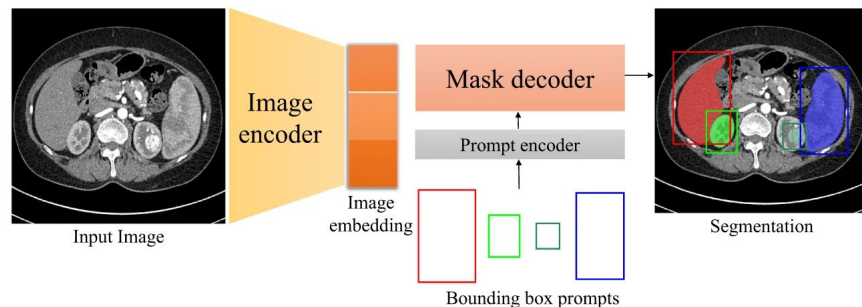 Input Image
Image
encoder
Image
embedding
Mask decoder
Prompt encoder
Bounding box prompts
Segmentation